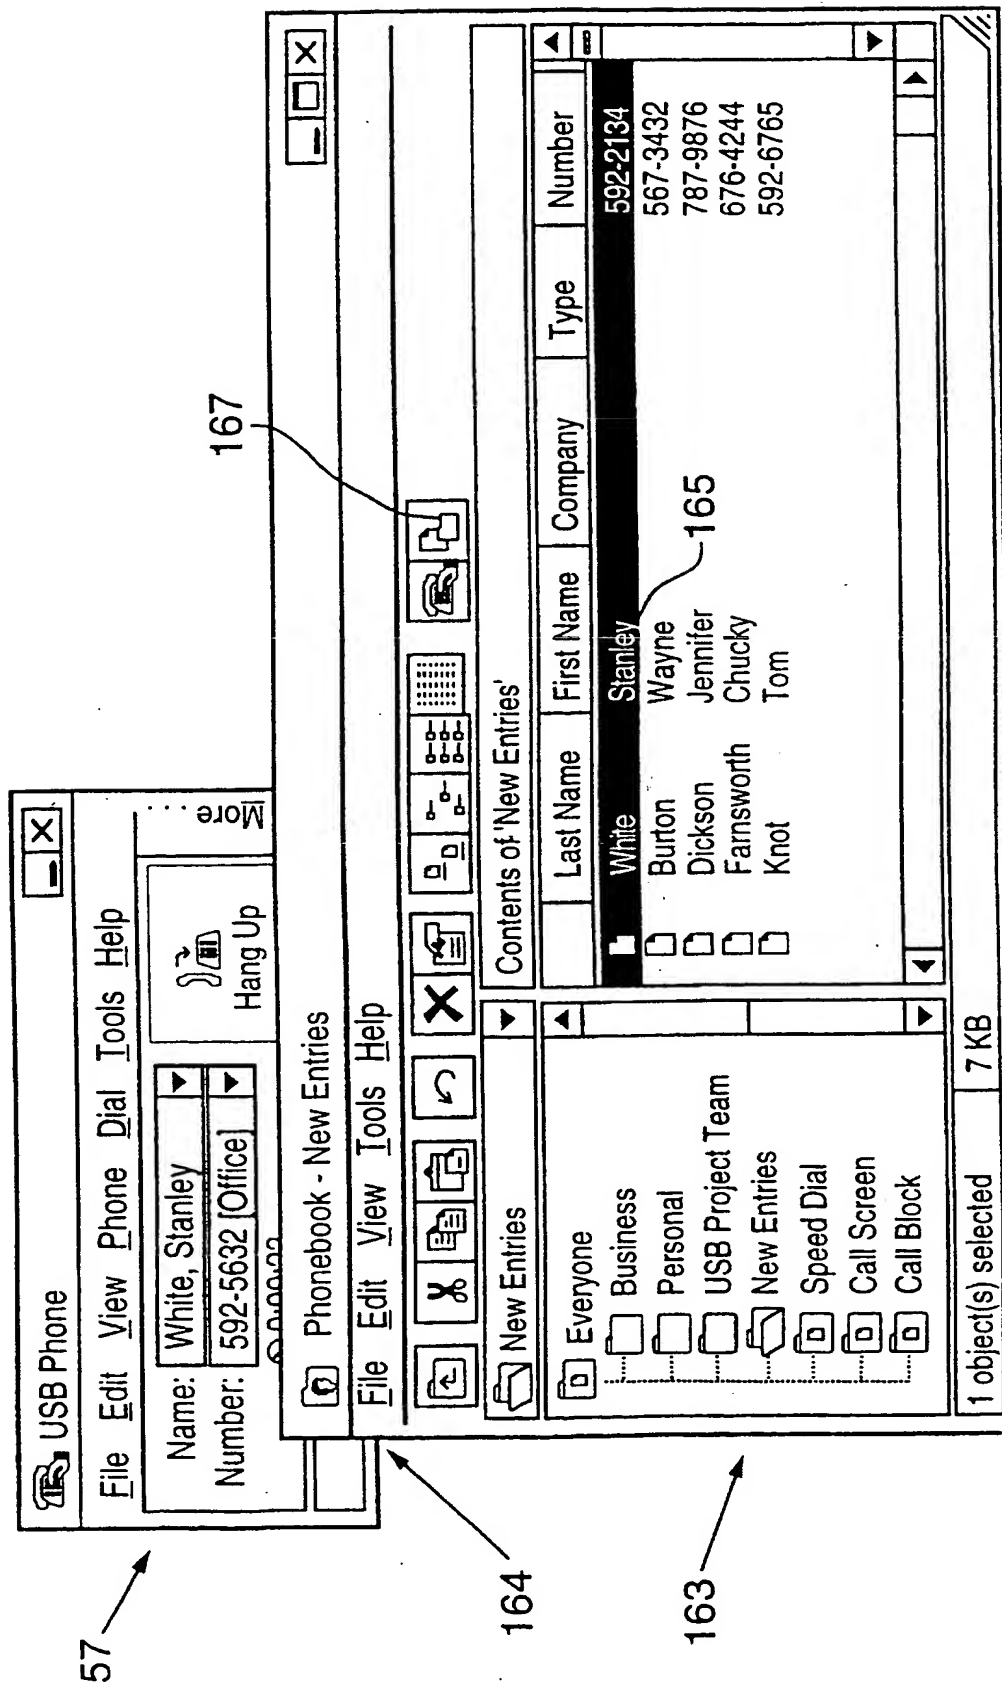 USB Phone
File Edit View Phone Dial Tools Help
Name: White, Stanley
Number: 592-5632 [Office]
Hang Up
More
Phonebook - New Entries
File Edit View Tools Help
New Entries
Contents of 'New Entries'
Everyone
Business
Personal
USB Project Team
New Entries
Speed Dial
Call Screen
Call Block
Last Name First Name Company Type Number
White Stanley 592-2134
Burton Wayne 567-3432
Dickson Jennifer 787-9876
Farnsworth Chucky 676-4244
Knot Tom 592-6765
1 object(s) selected 7 KB
57
164
163
167
165